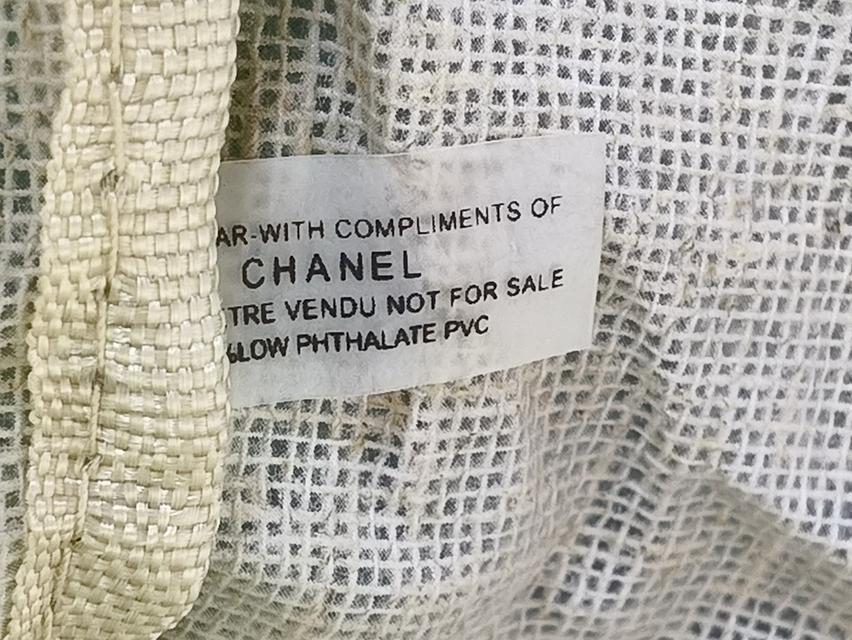 AR-WITH COMPLIMENTS OF
CHANEL
TRE VENDU NOT FOR SALE
LOW PHTHALATE PVC